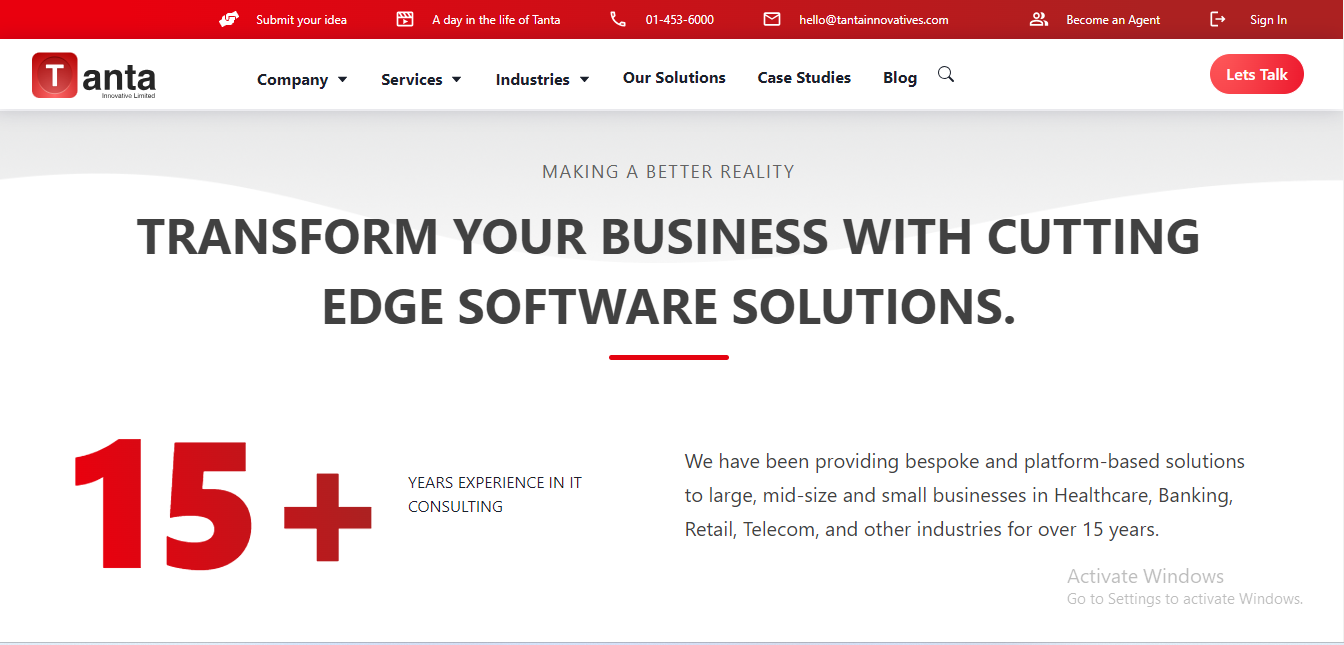 Submit your idea
A day in the life of Tanta
01-453-6000
hello@tantainnovatives.com
Become an Agent
Sign In
Tanta
Innovative Limited
Company
Services
Industries
Our Solutions
Case Studies
Blog
Lets Talk
MAKING A BETTER REALITY
TRANSFORM YOUR BUSINESS WITH CUTTING
EDGE SOFTWARE SOLUTIONS.
15+
YEARS EXPERIENCE IN IT
CONSULTING
We have been providing bespoke and platform-based solutions
to large, mid-size and small businesses in Healthcare, Banking,
Retail, Telecom, and other industries for over 15 years.
Activate Windows
Go to Settings to activate Windows.